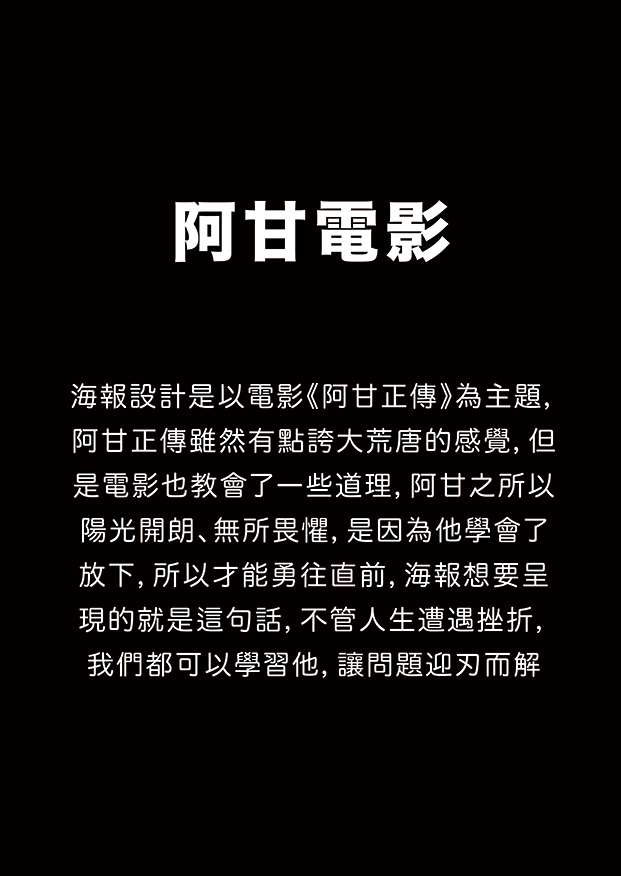 阿甘電影
海報設計是以電影《阿甘正傳》為主題,
阿甘正傳雖然有點誇大荒唐的感覺, 但
是電影也教會了一些道理, 阿甘之所以
陽光開朗、無所畏懼, 是因為他學會了
放下, 所以才能勇往直前, 海報想要呈
現的就是這句話, 不管人生遭遇挫折,
我們都可以學習他, 讓問題迎刃而解